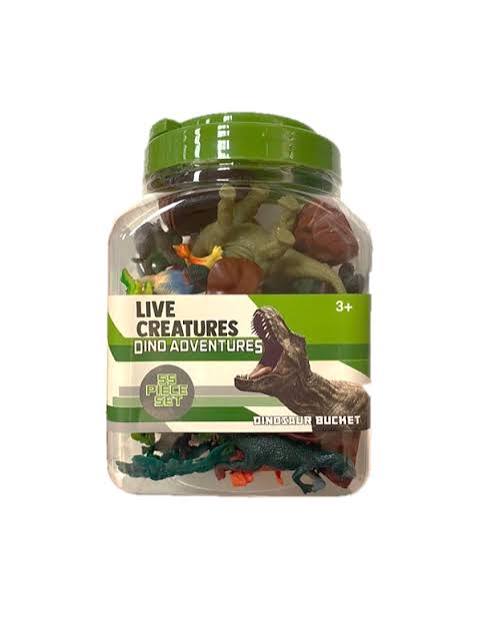 LIVE
CREATURES
DINO ADVENTURES
3+
55
PIECE
SET
DINOSAUR BUCKET